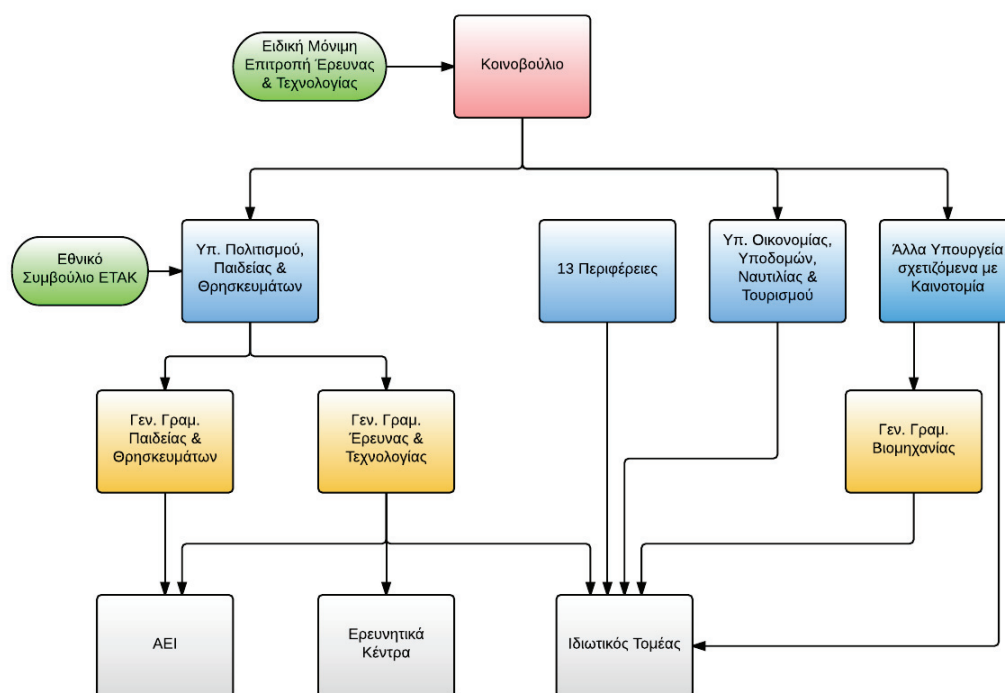 Ειδική Μόνιμη
Επιτροπή Έρευνας
& Τεχνολογίας
Κοινοβούλιο
Εθνικό
Συμβούλιο ΕΤΑΚ
Υπ. Πολιτισμού,
Παιδείας &
Θρησκευμάτων
13 Περιφέρειες
Υπ. Οικονομίας,
Υποδομών,
Ναυτιλίας &
Τουρισμού
Άλλα Υπουργεία
σχετιζόμενα με
Καινοτομία
Γεν. Γραμ.
Παιδείας &
Θρησκευμάτων
Γεν. Γραμ.
Έρευνας &
Τεχνολογίας
Γεν. Γραμ.
Βιομηχανίας
ΑΕΙ
Ερευνητικά
Κέντρα
Ιδιωτικός Τομέας